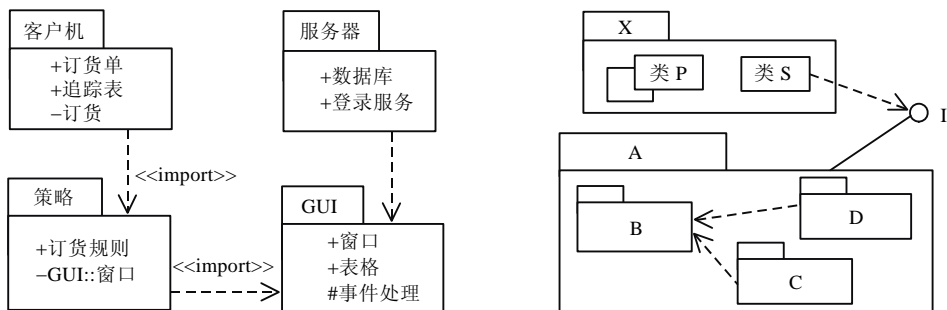 客户机
+订货单
+追踪表
−订货
服务器
+数据库
+登录服务
<<import>>
策略
+订货规则
−GUI::窗口
<<import>>
GUI
+窗口
+表格
#事件处理
X
类 P
类 S
I
A
B
D
C